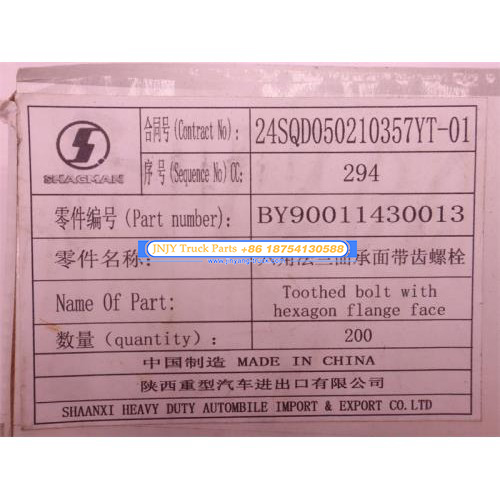 SHACMAN
合同号(Contract No): 24SQD050210357YT-01
序号(Sequence No)CC: 294
零件编号(Part number): BY90011430013
JNJY Truck Parts +86 18754130588
零件名称: 承面带齿螺栓
Name Of Part: Toothed bolt with
hexagon flange face
数量(quantity): 200
中国制造 MADE IN CHINA
陕西重型汽车进出口有限公司
SHAANXI HEAVY DUTY AUTOMBILE IMPORT & EXPORT CO.LTD